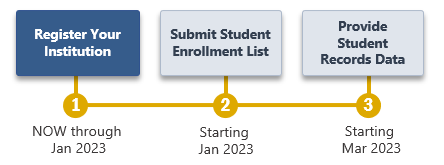 Register Your
Institution
Submit Student
Enrollment List
Provide
Student
Records Data
1
2
3
NOW through
Jan 2023
Starting
Jan 2023
Starting
Mar 2023